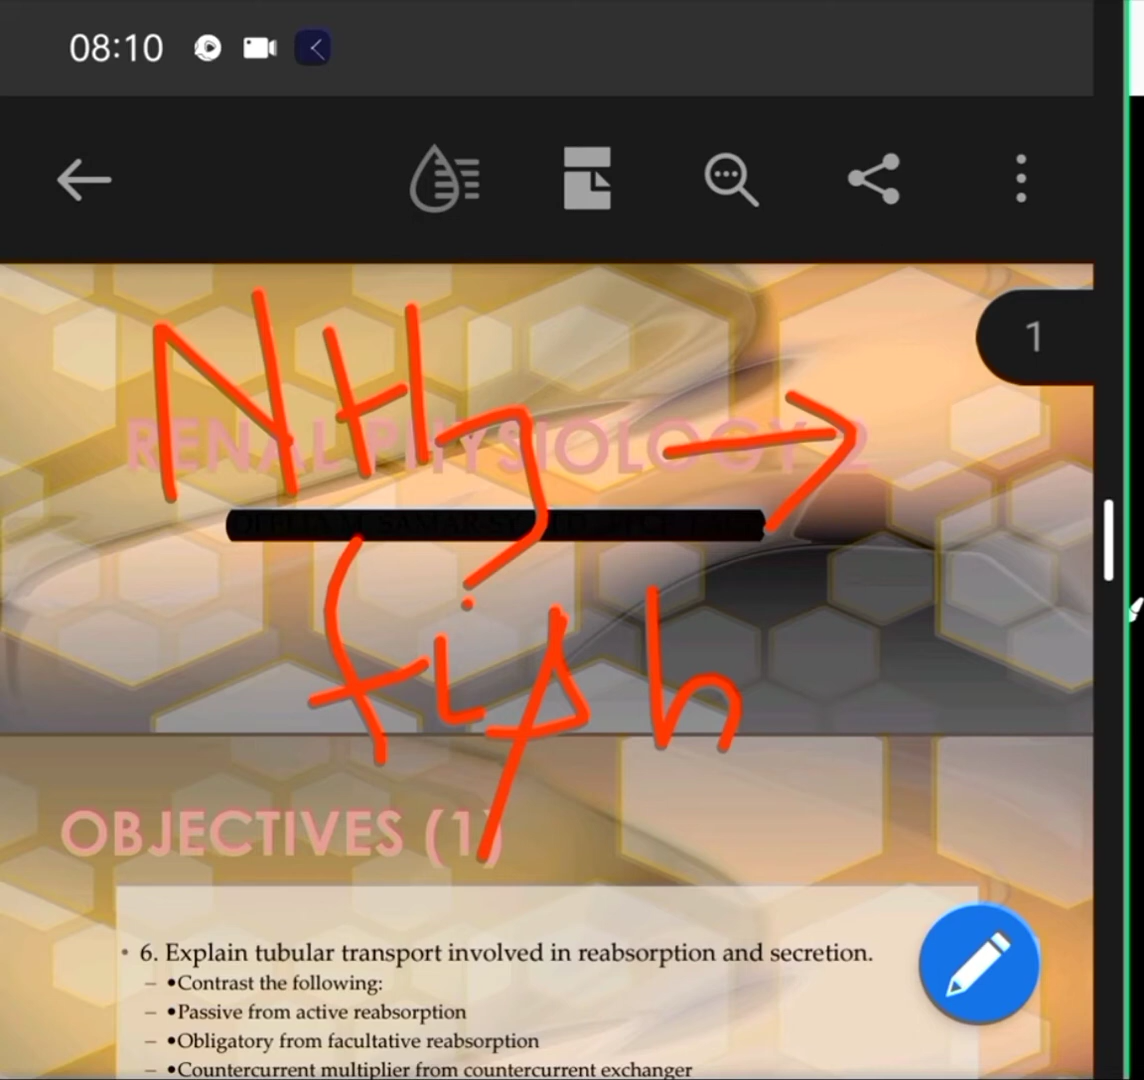 08:10
1
RENAL PHYSIOLOGY 2
OBJECTIVES (1)
• 6. Explain tubular transport involved in reabsorption and secretion.
– •Contrast the following:
– •Passive from active reabsorption
– •Obligatory from facultative reabsorption
– •Countercurrent multiplier from countercurrent exchanger